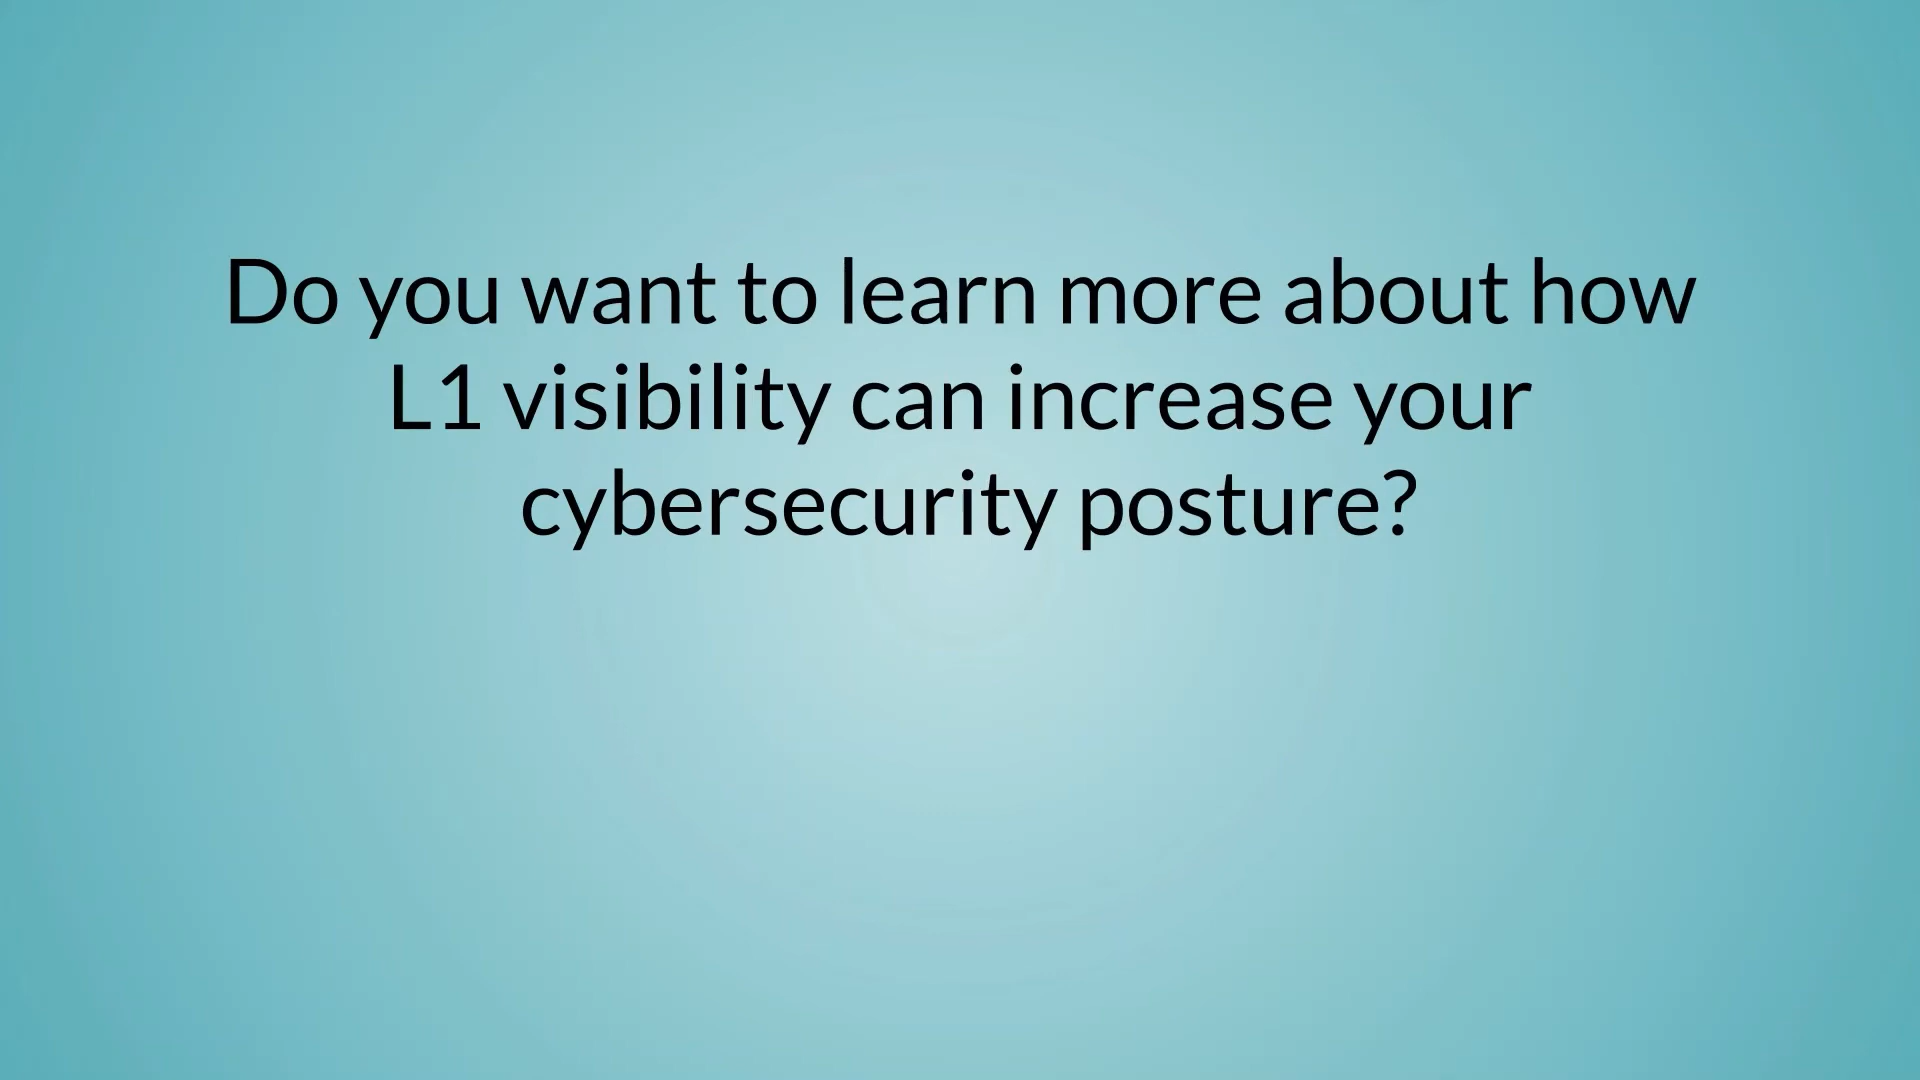 Do you want to learn more about how
L1 visibility can increase your
cybersecurity posture?